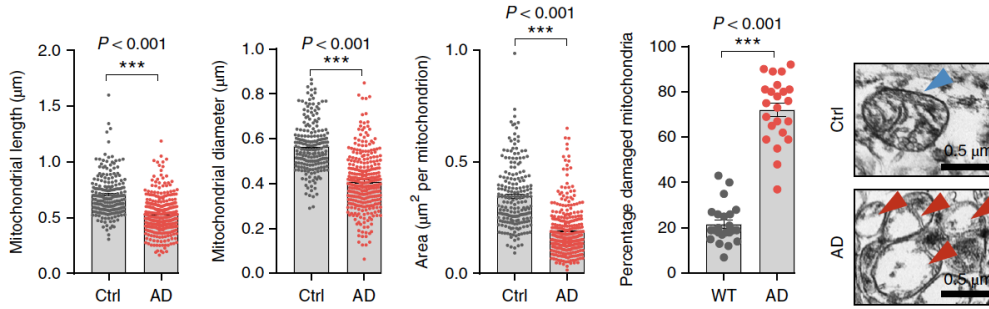 P < 0.001
***
Mitochondrial length (μm)
2.0
1.5
1.0
0.5
0.0
Ctrl AD
P < 0.001
***
Mitochondrial diameter (μm)
1.0
0.8
0.6
0.4
0.2
0.0
Ctrl AD
P < 0.001
***
Area (μm² per mitochondrion)
1.0
0.5
0.0
Ctrl AD
P < 0.001
***
Percentage damaged mitochondria
100
80
60
40
20
0
WT AD
Ctrl
0.5 μm
AD
0.5 μm